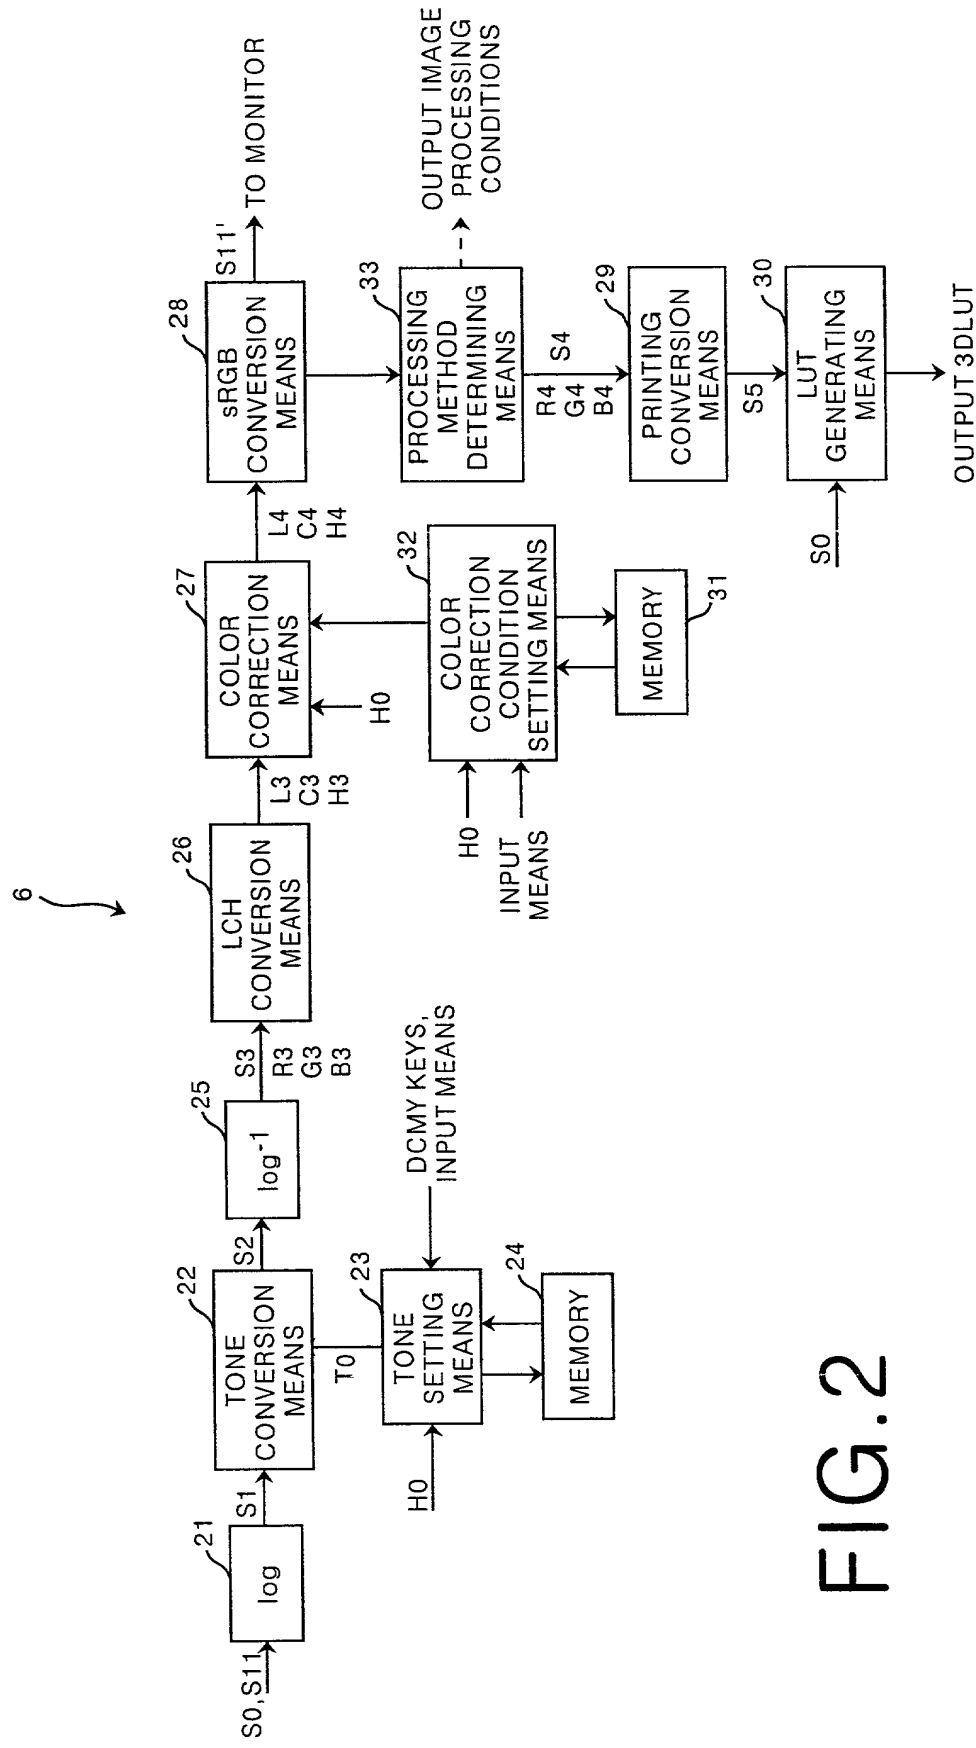 6
S0,S11
21
log
S1
22
TONE
CONVERSION
MEANS
S2
25
log-1
S3
R3
G3
B3
26
LCH
CONVERSION
MEANS
L3
C3
H3
27
COLOR
CORRECTION
MEANS
H0
L4
C4
H4
28
sRGB
CONVERSION
MEANS
S11'
TO MONITOR
T0
H0
23
TONE
SETTING
MEANS
DCMY KEYS,
INPUT MEANS
24
MEMORY
H0
INPUT
MEANS
32
COLOR
CORRECTION
CONDITION
SETTING MEANS
MEMORY
31
33
PROCESSING
METHOD
DETERMINING
MEANS
OUTPUT IMAGE
PROCESSING
CONDITIONS
R4
G4
B4
S4
29
PRINTING
CONVERSION
MEANS
S5
S0
30
LUT
GENERATING
MEANS
OUTPUT 3DLUT
FIG.2